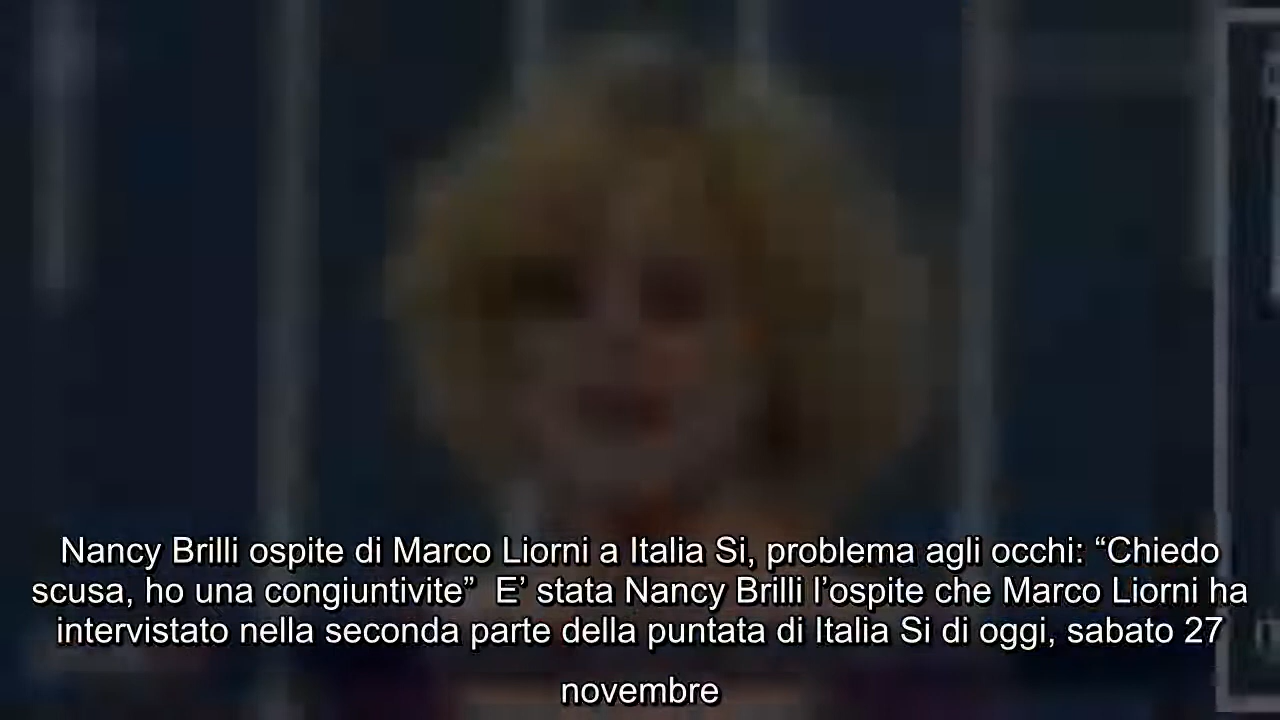 Nancy Brilli ospite di Marco Liorni a Italia Si, problema agli occhi: “Chiedo
scusa, ho una congiuntivite”  E’ stata Nancy Brilli l’ospite che Marco Liorni ha
intervistato nella seconda parte della puntata di Italia Si di oggi, sabato 27
novembre